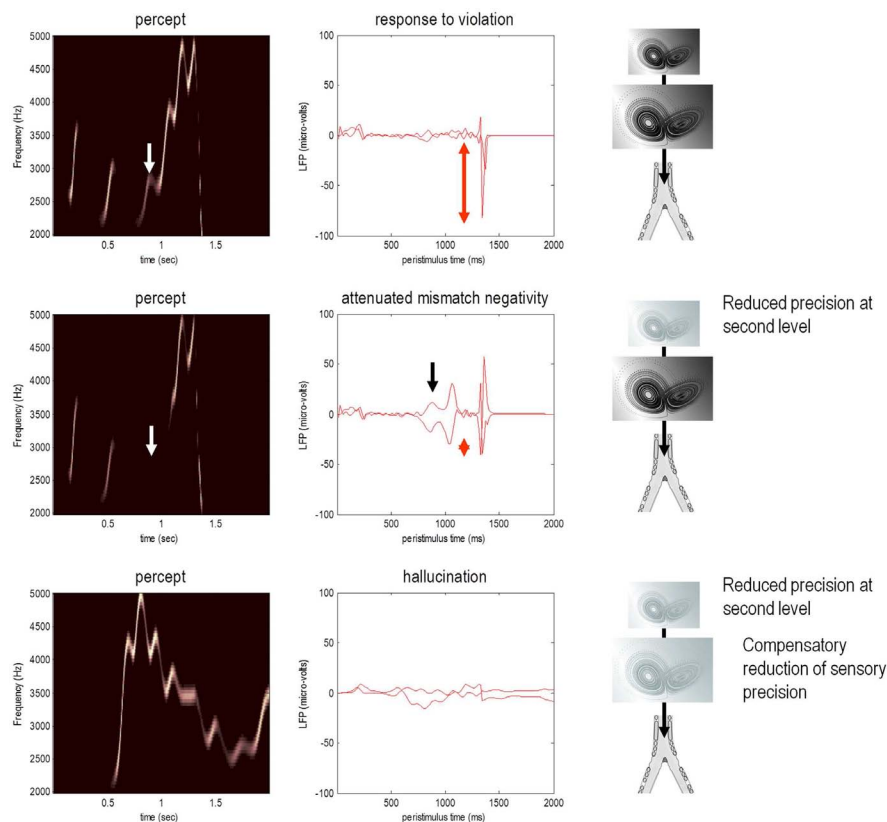 percept
response to violation
5000
4500
4000
3500
3000
2500
2000
Frequency (Hz)
0.5
1
1.5
time (sec)
100
50
0
-50
-100
LFP (micro-volts)
500
1000
1500
2000
peristimulus time (ms)
percept
attenuated mismatch negativity
5000
4500
4000
3500
3000
2500
2000
Frequency (Hz)
0.5
1
1.5
time (sec)
100
50
0
-50
-100
LFP (micro-volts)
500
1000
1500
2000
peristimulus time (ms)
Reduced precision at
second level
percept
hallucination
5000
4500
4000
3500
3000
2500
2000
Frequency (Hz)
0.5
1
1.5
time (sec)
100
50
0
-50
-100
LFP (micro-volts)
500
1000
1500
2000
peristimulus time (ms)
Reduced precision at
second level
Compensatory
reduction of sensory
precision